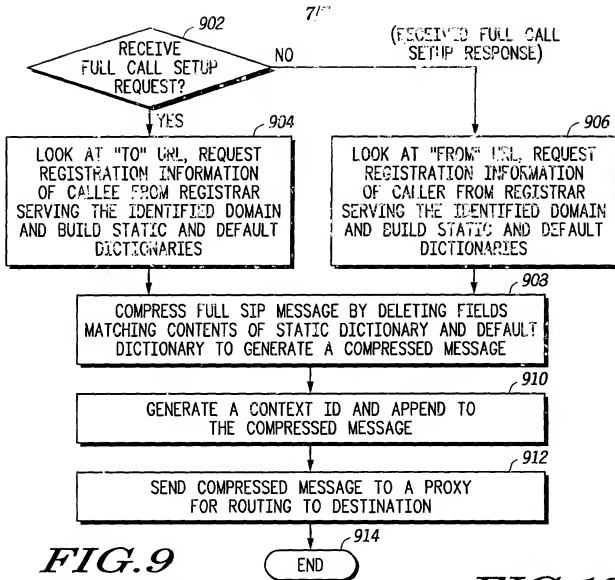 7/
902
RECEIVE
FULL CALL SETUP
REQUEST?
NO
(RECEIVED FULL CALL
SETUP RESPONSE)
YES
904
LOOK AT "TO" URL, REQUEST
REGISTRATION INFORMATION
OF CALLEE FROM REGISTRAR
SERVING THE IDENTIFIED DOMAIN
AND BUILD STATIC AND DEFAULT
DICTIONARIES
906
LOOK AT "FROM" URL, REQUEST
REGISTRATION INFORMATION
OF CALLER FROM REGISTRAR
SERVING THE IDENTIFIED DOMAIN
AND BUILD STATIC AND DEFAULT
DICTIONARIES
908
COMPRESS FULL SIP MESSAGE BY DELETING FIELDS
MATCHING CONTENTS OF STATIC DICTIONARY AND DEFAULT
DICTIONARY TO GENERATE A COMPRESSED MESSAGE
910
GENERATE A CONTEXT ID AND APPEND TO
THE COMPRESSED MESSAGE
912
SEND COMPRESSED MESSAGE TO A PROXY
FOR ROUTING TO DESTINATION
914
END
FIG.9